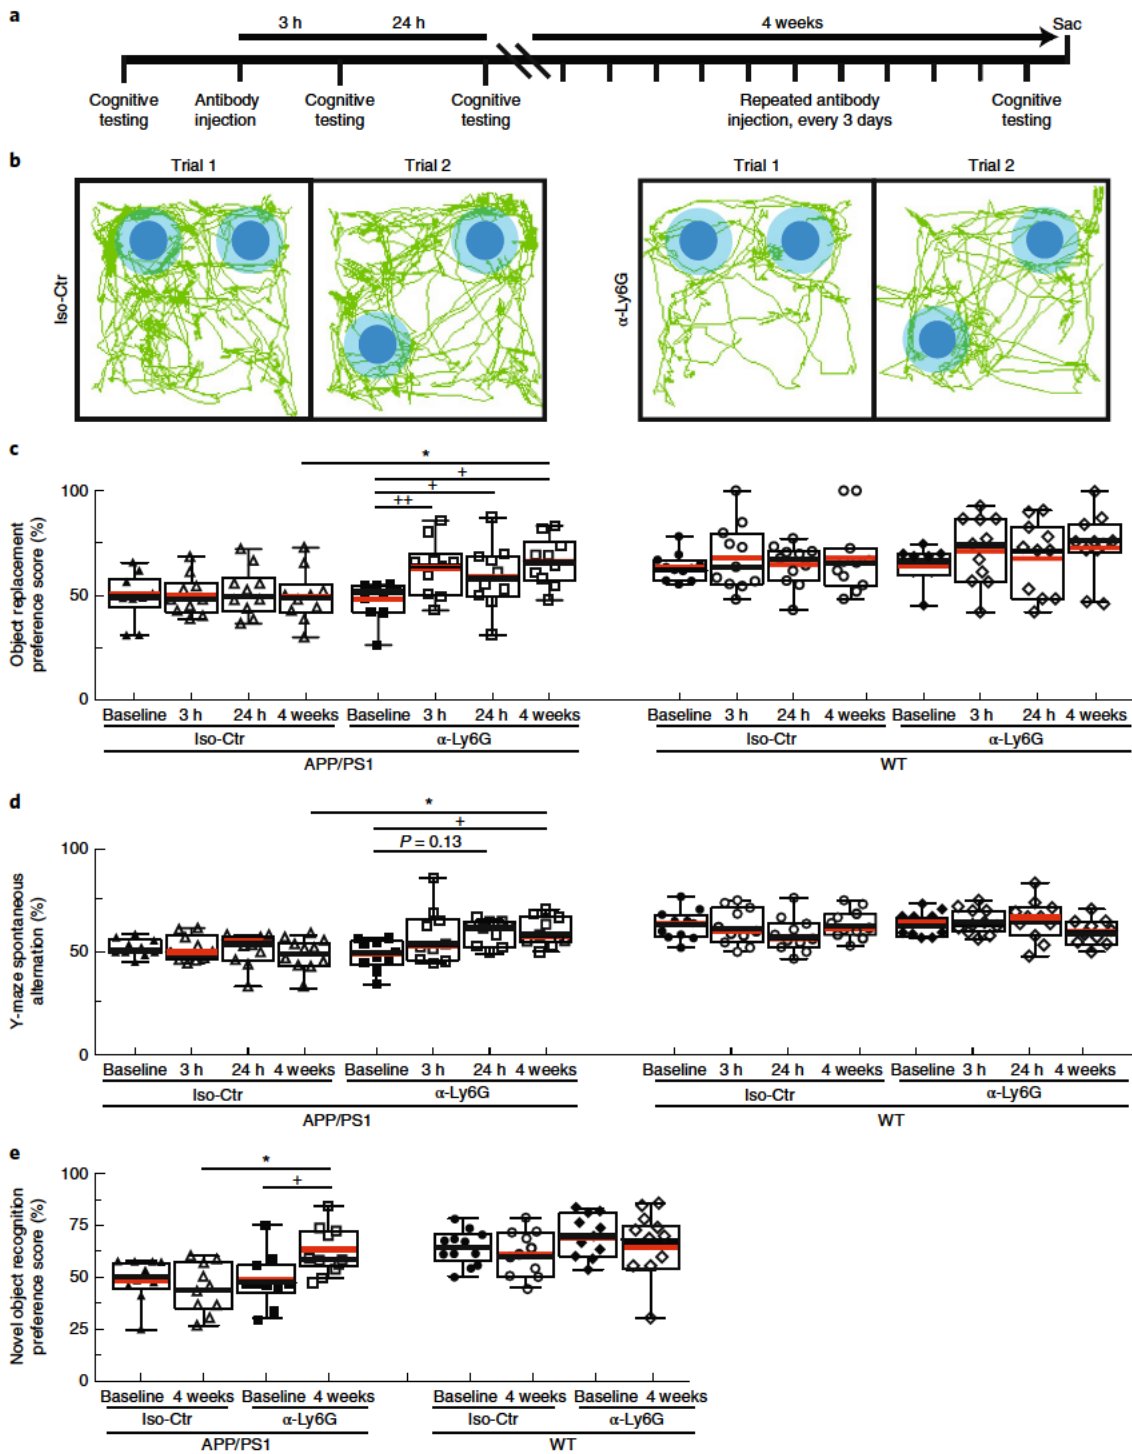 a
3 h 24 h 4 weeks Sac
Cognitive testing
Antibody injection
Cognitive testing
Cognitive testing
Repeated antibody injection, every 3 days
Cognitive testing
b
Trial 1 Trial 2 Trial 1 Trial 2
Iso-Ctr
α-Ly6G
c
*
+
+
++
100
50
0
Object replacement
preference score (%)
Baseline 3 h 24 h 4 weeks Baseline 3 h 24 h 4 weeks Baseline 3 h 24 h 4 weeks Baseline 3 h 24 h 4 weeks
Iso-Ctr α-Ly6G Iso-Ctr α-Ly6G
APP/PS1 WT
d
*
+
P = 0.13
100
50
0
Y-maze spontaneous
alternation (%)
Baseline 3 h 24 h 4 weeks Baseline 3 h 24 h 4 weeks Baseline 3 h 24 h 4 weeks Baseline 3 h 24 h 4 weeks
Iso-Ctr α-Ly6G Iso-Ctr α-Ly6G
APP/PS1 WT
e
*
+
100
75
50
25
0
Novel object recognition
preference score (%)
Baseline 4 weeks Baseline 4 weeks Baseline 4 weeks Baseline 4 weeks
Iso-Ctr α-Ly6G Iso-Ctr α-Ly6G
APP/PS1 WT